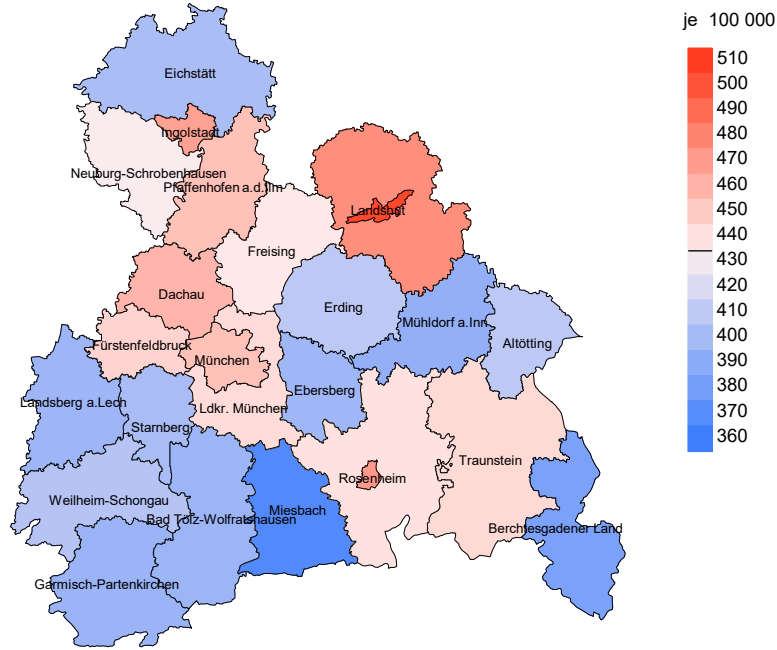 je 100 000
510
500
490
480
470
460
450
440
430
410
400
390
380
370
360
Eichstätt
Ingolstadt
Neuburg-Schrobenhausen
Pfaffenhofen a.d.Ilm
Landshut
Freising
Dachau
Erding
Mühldorf a.Inn
Altötting
Fürstenfeldbruck
München
Ebersberg
Landsberg a.Lech
Ldkr. München
Starnberg
Traunstein
Rosenheim
Weilheim-Schongau
Miesbach
Bad Tölz-Wolfratshausen
Berchtesgadener Land
Garmisch-Partenkirchen